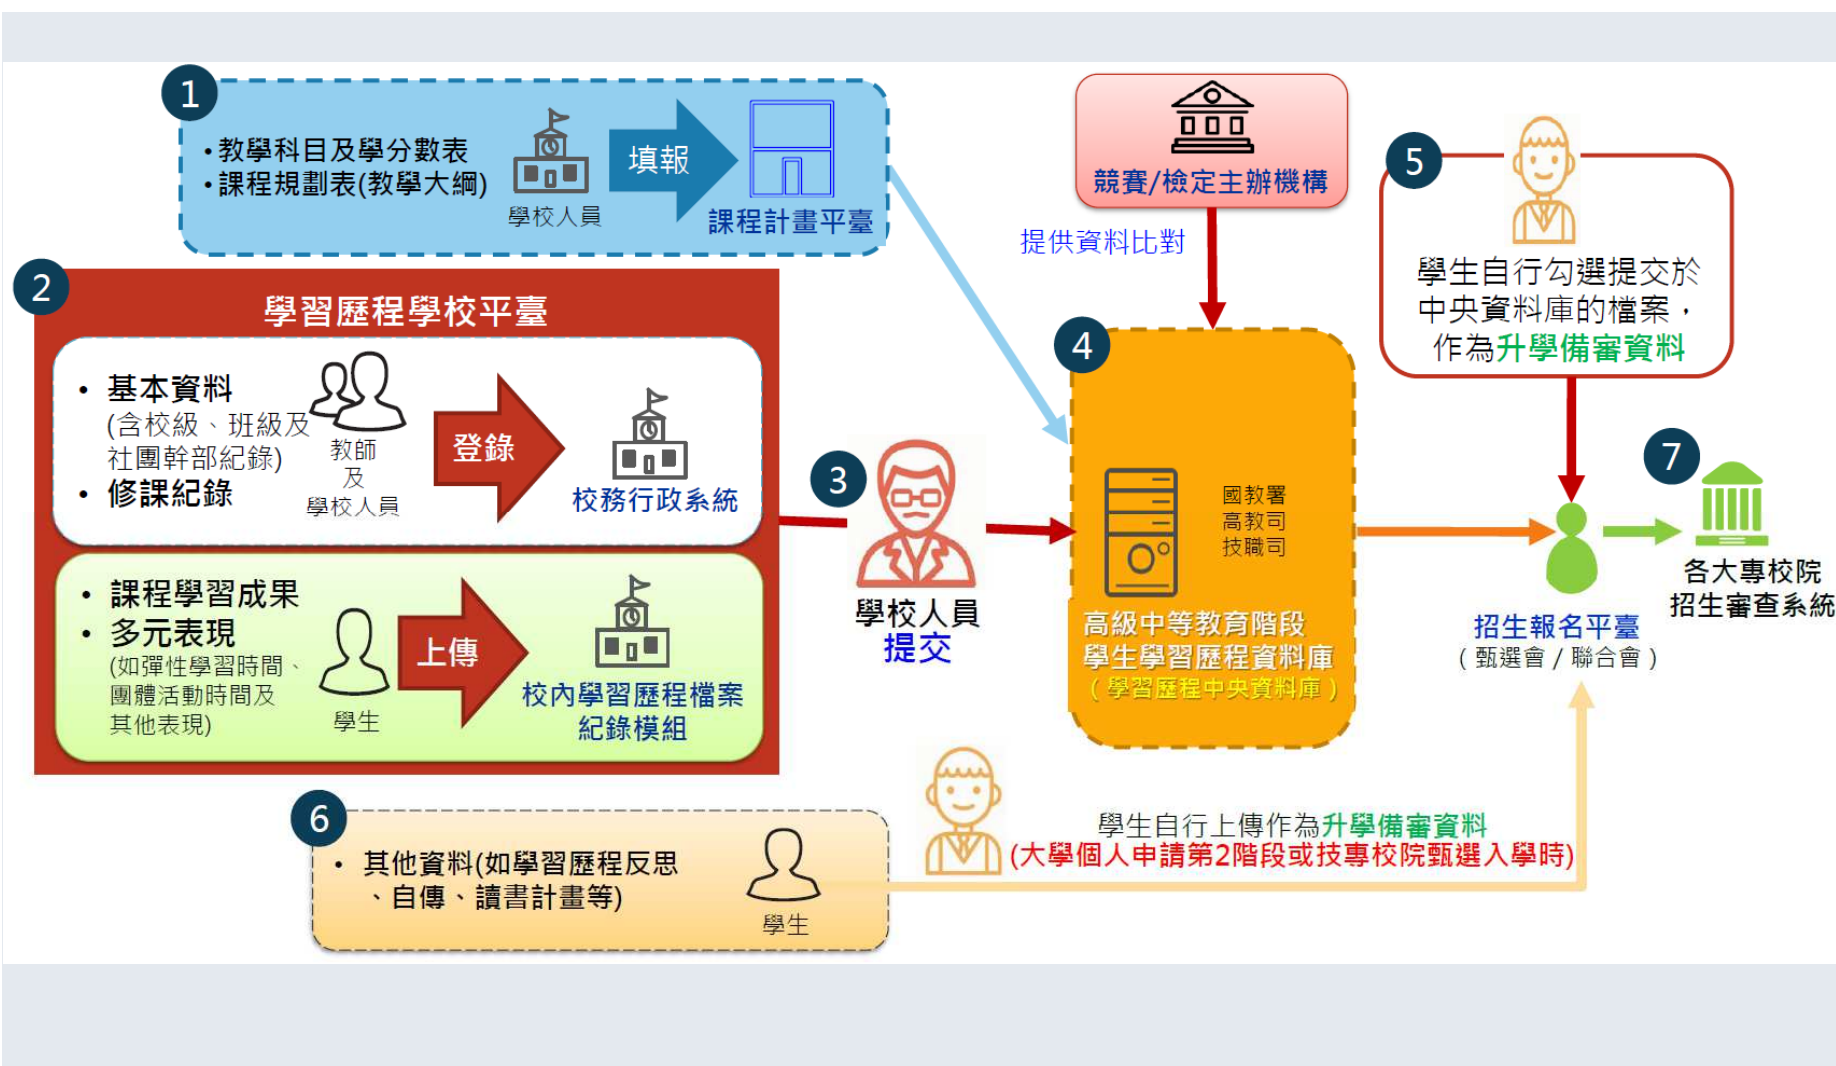 1
•教學科目及學分數表
•課程規劃表(教學大綱)
學校人員
填報
課程計畫平臺
競賽/檢定主辦機構
提供資料比對
2
學習歷程學校平臺
• 基本資料
(含校級、班級及
社團幹部紀錄)
• 修課紀錄
教師
及
學校人員
登錄
校務行政系統
• 課程學習成果
• 多元表現
(如彈性學習時間、
團體活動時間及
其他表現)
學生
上傳
校內學習歷程檔案
紀錄模組
3
學校人員
提交
4
國教署
高教司
技職司
高級中等教育階段
學生學習歷程資料庫
(學習歷程中央資料庫)
5
學生自行勾選提交於
中央資料庫的檔案，
作為升學備審資料
招生報名平臺
(甄選會/聯合會)
7
各大專校院
招生審查系統
6
• 其他資料(如學習歷程反思
、自傳、讀書計畫等)
學生
學生自行上傳作為升學備審資料
(大學個人申請第2階段或技專校院甄選入學時)